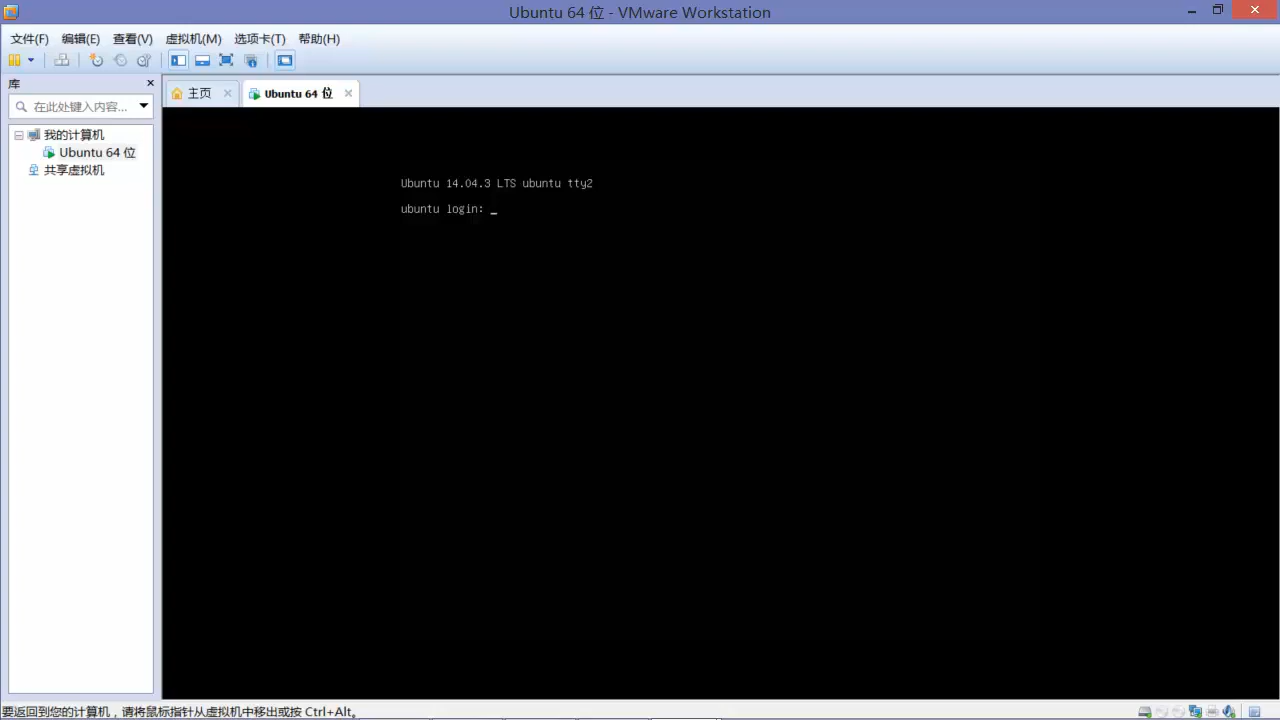 Ubuntu 64 位 - VMware Workstation
文件(F) 编辑(E) 查看(V) 虚拟机(M) 选项卡(T) 帮助(H)
库
在此处键入内容...
我的计算机
Ubuntu 64 位
共享虚拟机
主页
Ubuntu 64 位
Ubuntu 14.04.3 LTS ubuntu tty2
ubuntu login: _
要返回到您的计算机，请将鼠标指针从虚拟机中移出或按 Ctrl+Alt。